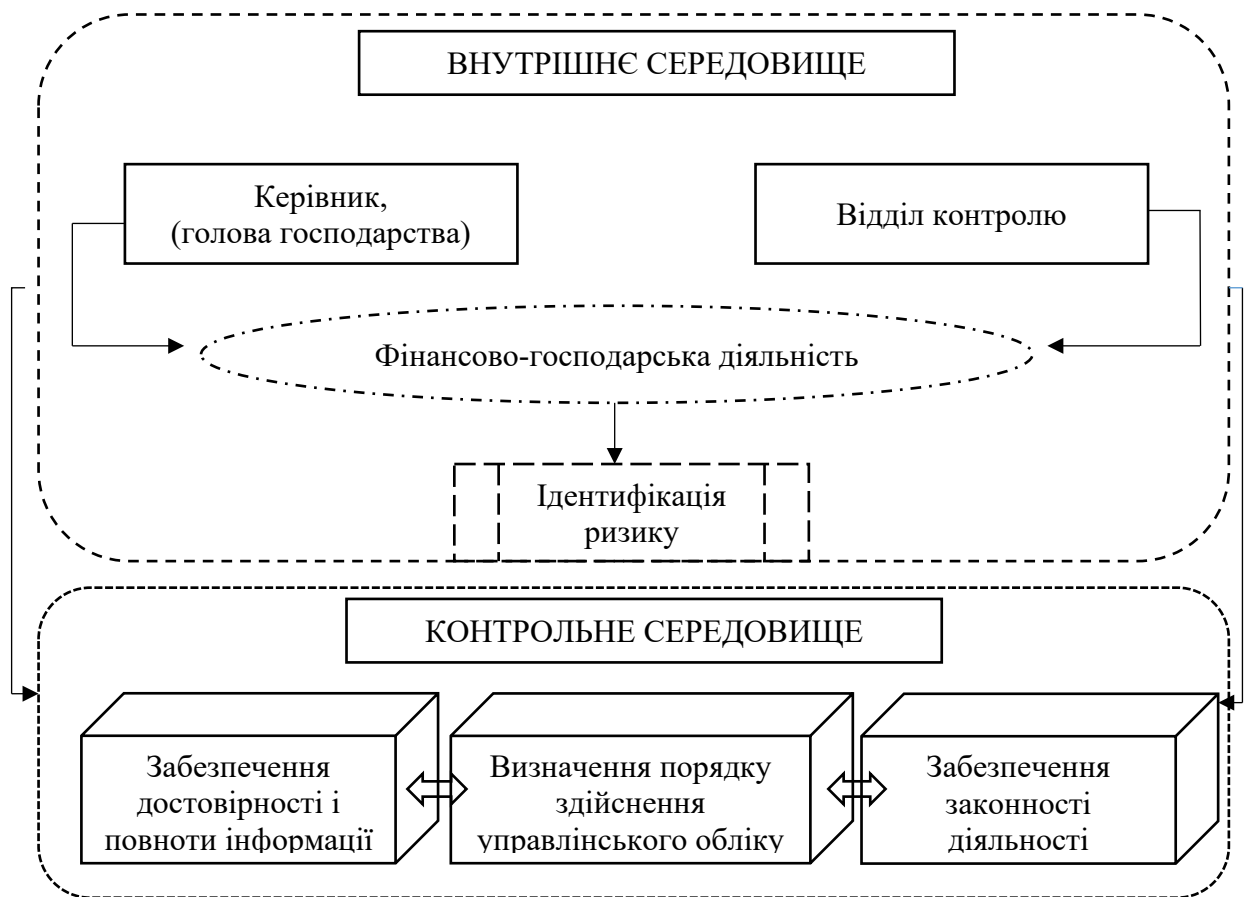 ВНУТРІШНЄ СЕРЕДОВИЩЕ
Керівник,
(голова господарства)
Відділ контролю
Фінансово-господарська діяльність
Ідентифікація
ризику
КОНТРОЛЬНЕ СЕРЕДОВИЩЕ
Забезпечення
достовірності і
повноти інформації
Визначення порядку
здійснення
управлінського обліку
Забезпечення
законності
діяльності